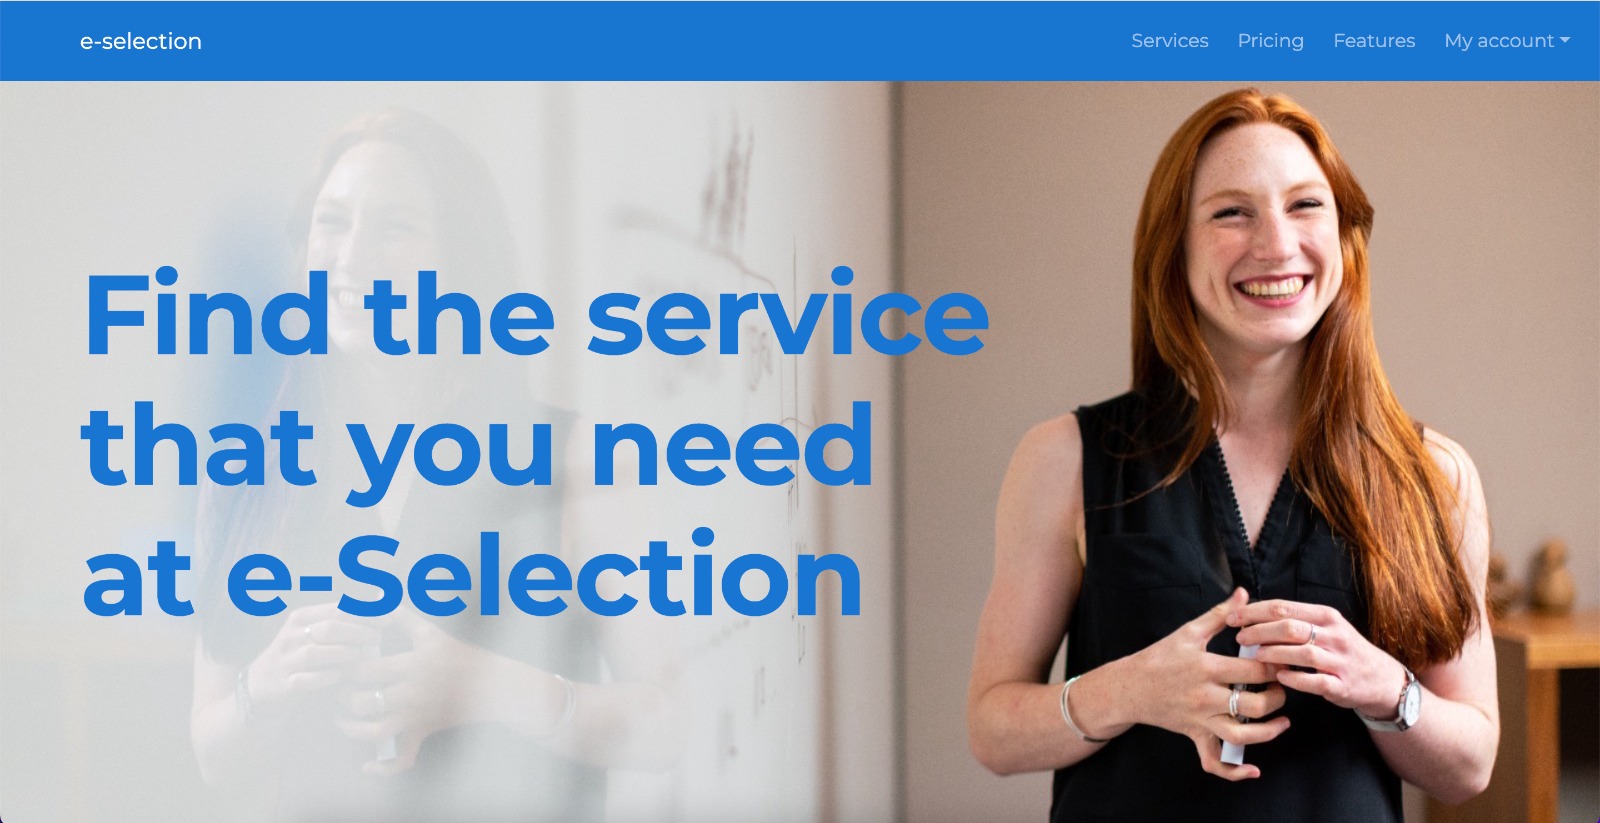 e-selection
Services Pricing Features My account
Find the service
that you need
at e-Selection